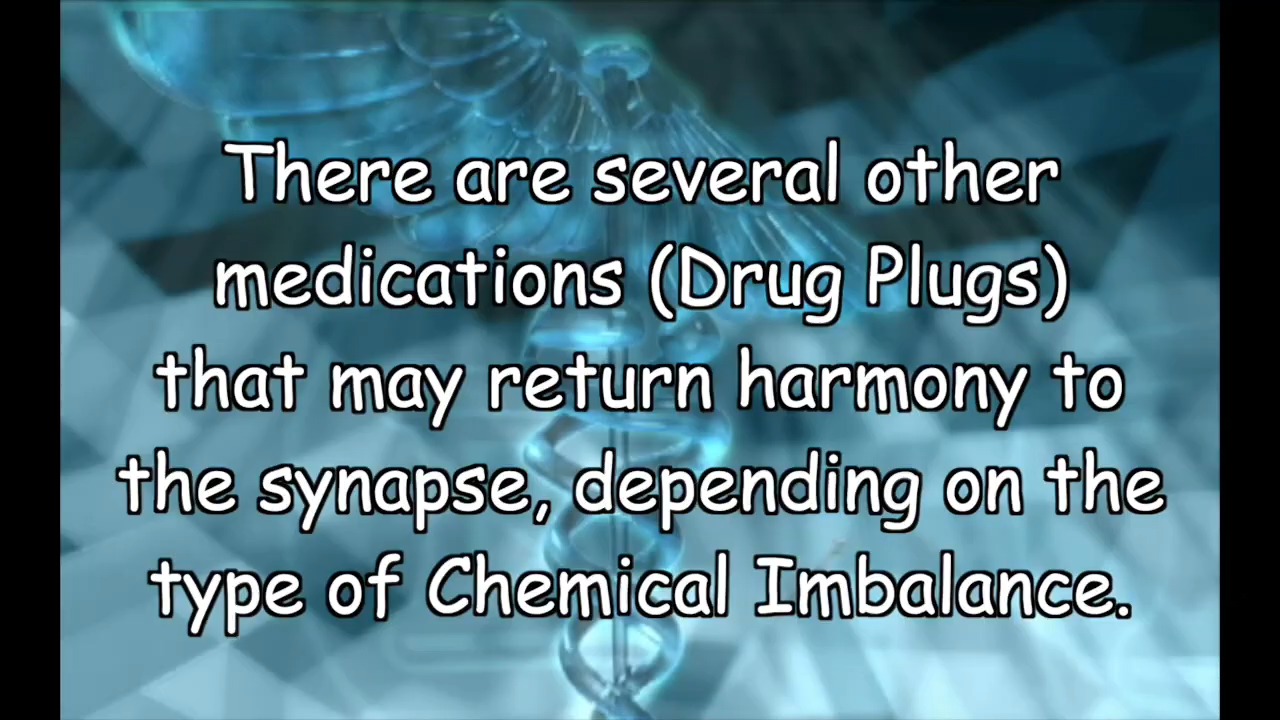 There are several other
medications (Drug Plugs)
that may return harmony to
the synapse, depending on the
type of Chemical Imbalance.